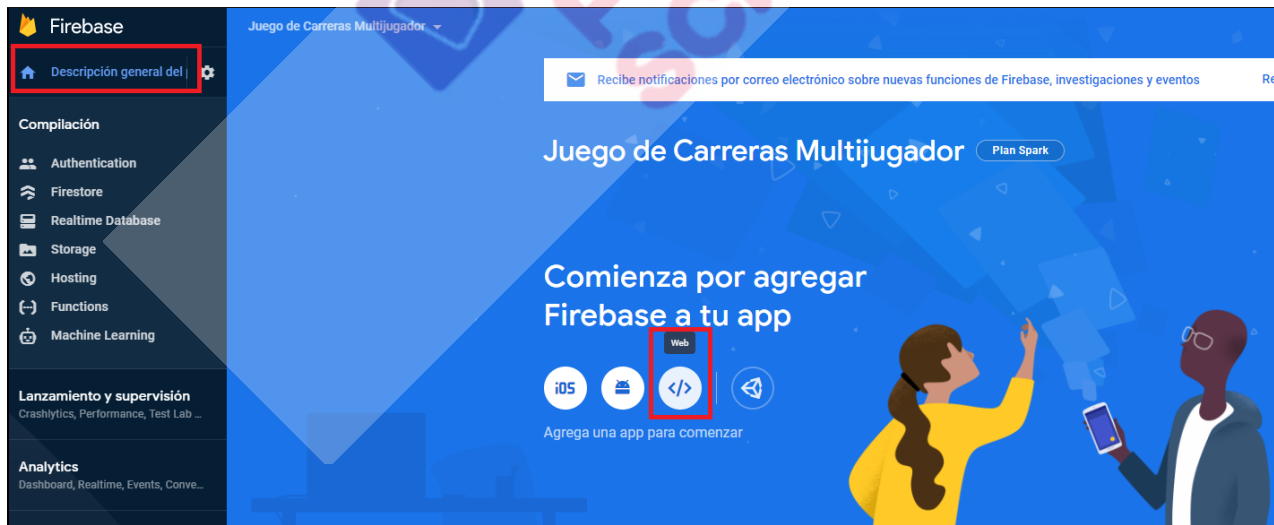 Firebase
Descripción general del
Compilación
Authentication
Firestore
Realtime Database
Storage
Hosting
Functions
Machine Learning
Lanzamiento y supervisión
Crashlytics, Performance, Test Lab ...
Analytics
Dashboard, Realtime, Events, Conve...
Juego de Carreras Multijugador
Recibe notificaciones por correo electrónico sobre nuevas funciones de Firebase, investigaciones y eventos
Juego de Carreras Multijugador Plan Spark
Comienza por agregar
Firebase a tu app
Web
iOS </>
Agrega una app para comenzar